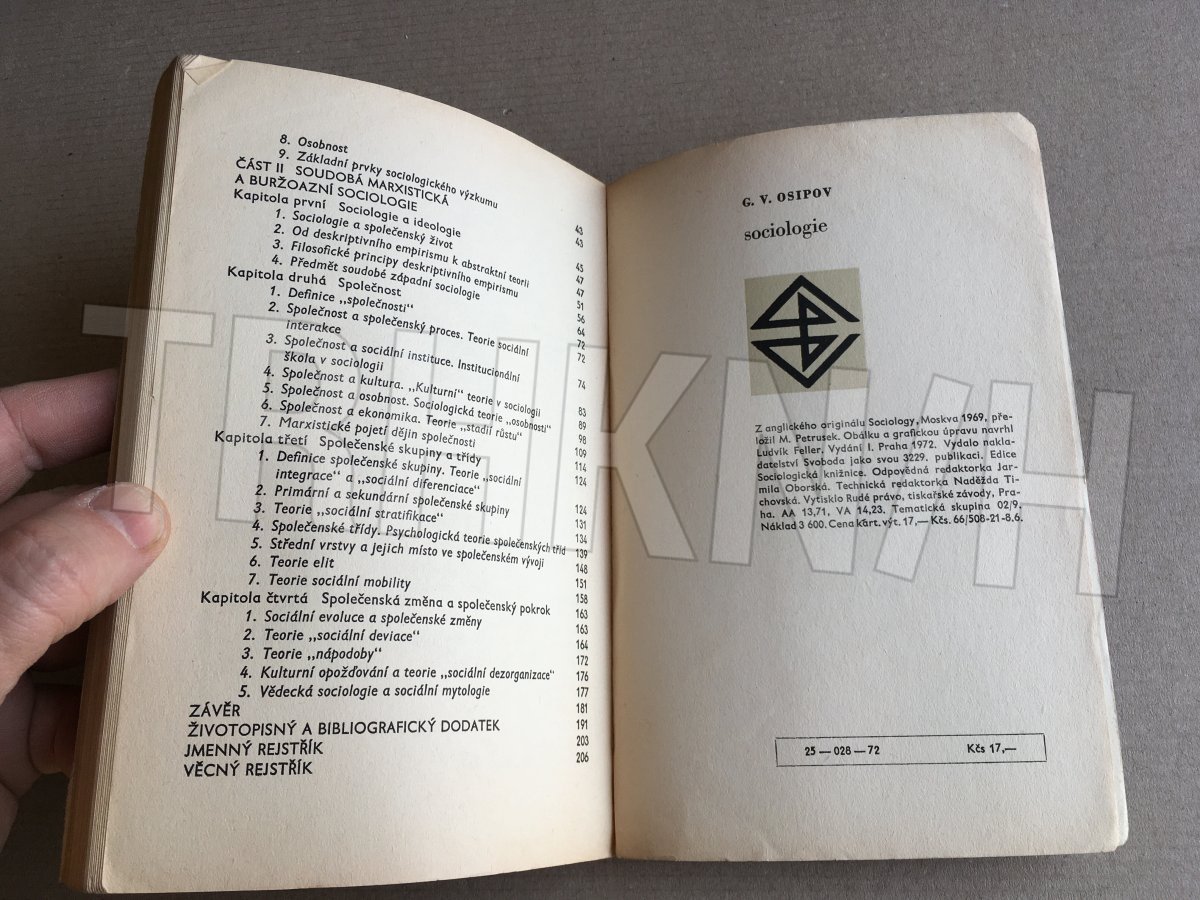 8. Osobnost 43
9. Základní prvky sociologického výzkumu 43
ČÁST II SOUDOBÁ MARXISTICKÁ
A BURŽOAZNÍ SOCIOLOGIE 45
Kapitola první Sociologie a ideologie 47
1. Sociologie a společenský život 47
2. Od deskriptivního empirismu k abstraktní teorii 51
3. Filosofické principy deskriptivního empirismu 56
4. Předmět soudobé západní sociologie 64
Kapitola druhá Společnost 72
1. Definice „společnosti“ 72
2. Společnost a společenský proces. Teorie sociální
interakce 74
3. Společnost a sociální instituce. Institucionální
škola v sociologii 83
4. Společnost a kultura. „Kulturní“ teorie v sociologii 89
5. Společnost a osobnost. Sociologická teorie „osobnosti“ 98
6. Společnost a ekonomika. Teorie „stadií růstu“ 109
7. Marxistické pojetí dějin společnosti 114
Kapitola třetí Společenské skupiny a třídy 124
1. Definice společenské skupiny. Teorie „sociální
integrace“ a „sociální diferenciace“ 124
2. Primární a sekundární společenské skupiny 131
3. Teorie „sociální stratifikace“ 134
4. Společenské třídy. Psychologická teorie společenských tříd 139
5. Střední vrstvy a jejich místo ve společenském vývoji 148
6. Teorie elit 151
7. Teorie sociální mobility 158
Kapitola čtvrtá Společenská změna a společenský pokrok 163
1. Sociální evoluce a společenské změny 163
2. Teorie „sociální deviace“ 164
3. Teorie „nápodoby“ 172
4. Kulturní opožďování a teorie „sociální dezorganizace“ 176
5. Vědecká sociologie a sociální mytologie 177
ZÁVĚR 181
ŽIVOTOPISNÝ A BIBLIOGRAFICKÝ DODATEK 191
JMENNÝ REJSTŘÍK 203
VĚCNÝ REJSTŘÍK 206
G. V. OSIPOV
sociologie
Z anglického originálu Sociology, Moskva 1969, pře-
ložil M. Petrusek. Obálku a grafickou úpravu navrhl
Ludvík Feller. Vydání I. Praha 1972. Vydalo nakla-
datelství Svoboda jako svou 3229. publikaci. Edice
Sociologická knižnice. Odpovědná redaktorka Jar-
mila Oborská. Technická redaktorka Naděžda Ti-
chovská. Vytisklo Rudé právo, tiskařské závody, Pra-
ha. AA 13,71, VA 14,23. Tematická skupina 02/9.
Náklad 3 600. Cena kart. výt. 17,— Kčs. 66/508-21-8.6.
25 — 028 — 72 Kčs 17,—
TRHKNIH